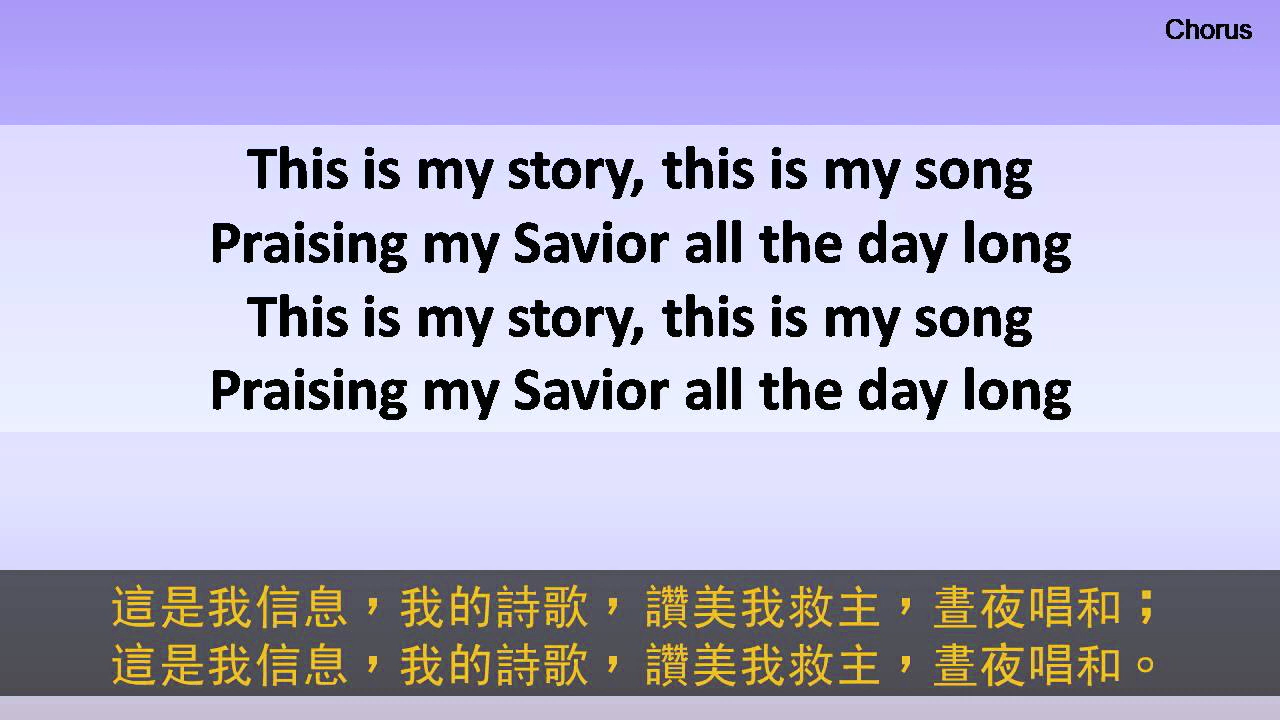 Chorus
This is my story, this is my song
Praising my Savior all the day long
This is my story, this is my song
Praising my Savior all the day long
這是我信息，我的詩歌，讚美我救主，晝夜唱和；
這是我信息，我的詩歌，讚美我救主，晝夜唱和。